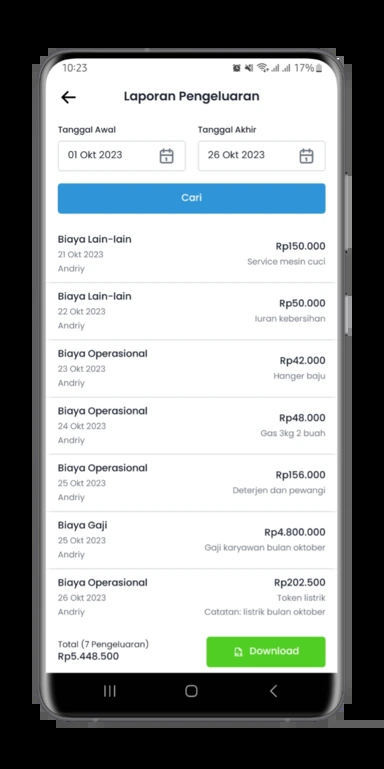 10:23
17%
Laporan Pengeluaran
Tanggal Awal
Tanggal Akhir
01 Okt 2023
26 Okt 2023
Cari
Biaya Lain-lain
Rp150.000
21 Okt 2023
Service mesin cuci
Andriy
Biaya Lain-lain
Rp50.000
22 Okt 2023
Iuran kebersihan
Andriy
Biaya Operasional
Rp42.000
23 Okt 2023
Hanger baju
Andriy
Biaya Operasional
Rp48.000
24 Okt 2023
Gas 3kg 2 buah
Andriy
Biaya Operasional
Rp156.000
25 Okt 2023
Deterjen dan pewangi
Andriy
Biaya Gaji
Rp4.800.000
25 Okt 2023
Gaji karyawan bulan oktober
Andriy
Biaya Operasional
Rp202.500
26 Okt 2023
Token listrik
Andriy
Catatan: listrik bulan oktober
Total (7 Pengeluaran)
Rp5.448.500
Download